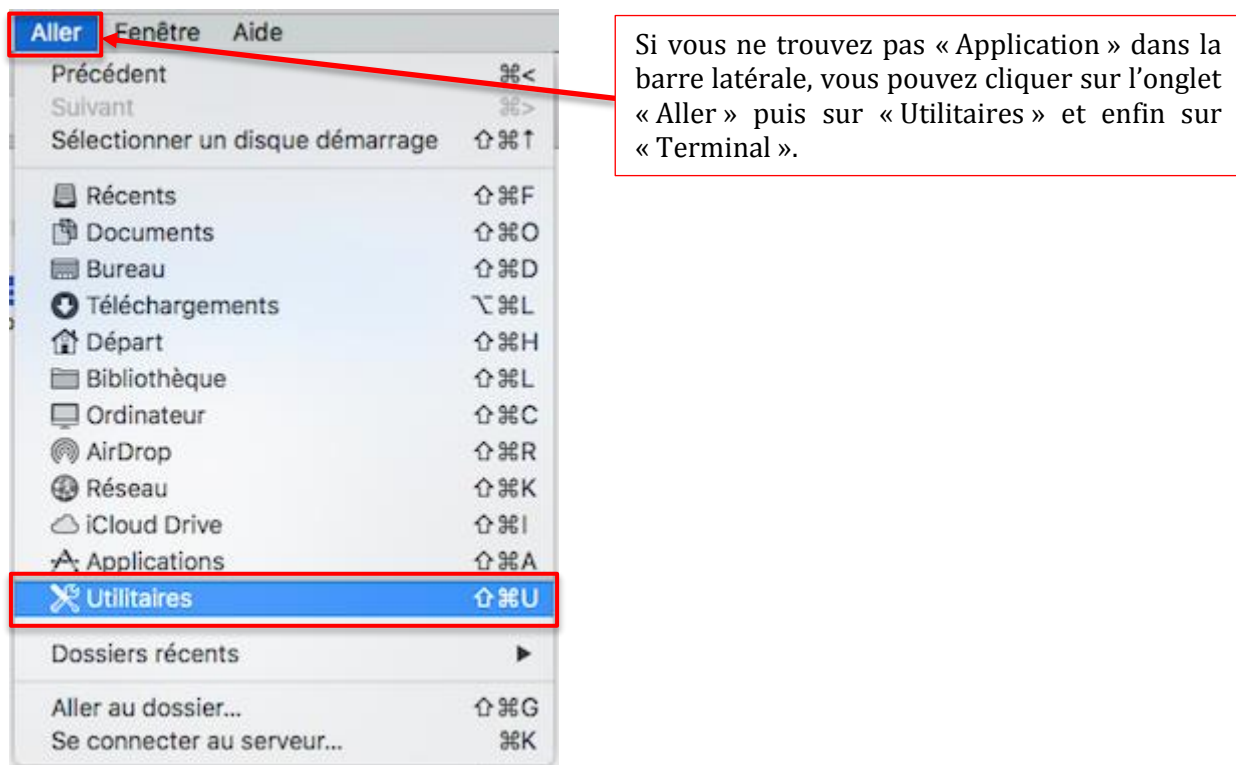 Aller Fenêtre Aide
Précédent ⌘<
Suivant ⌘>
Sélectionner un disque démarrage ⇧⌘↑
Récents ⇧⌘F
Documents ⇧⌘O
Bureau ⇧⌘D
Téléchargements ⌥⌘L
Départ ⇧⌘H
Bibliothèque ⇧⌘L
Ordinateur ⇧⌘C
AirDrop ⇧⌘R
Réseau ⇧⌘K
iCloud Drive ⇧⌘I
Applications ⇧⌘A
Utilitaires ⇧⌘U
Dossiers récents ▶
Aller au dossier... ⇧⌘G
Se connecter au serveur... ⌘K
Si vous ne trouvez pas « Application » dans la
barre latérale, vous pouvez cliquer sur l’onglet
« Aller » puis sur « Utilitaires » et enfin sur
« Terminal ».